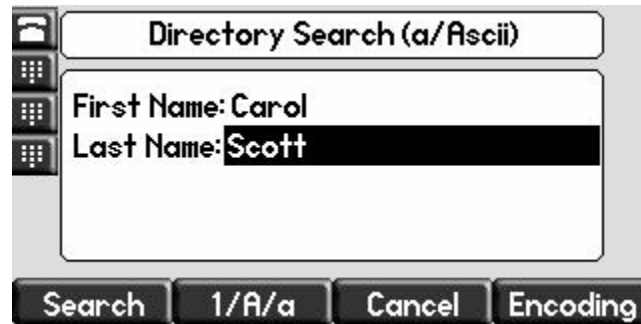 Directory Search (a/Ascii)
First Name: Carol
Last Name: Scott
Search 1/A/a Cancel Encoding